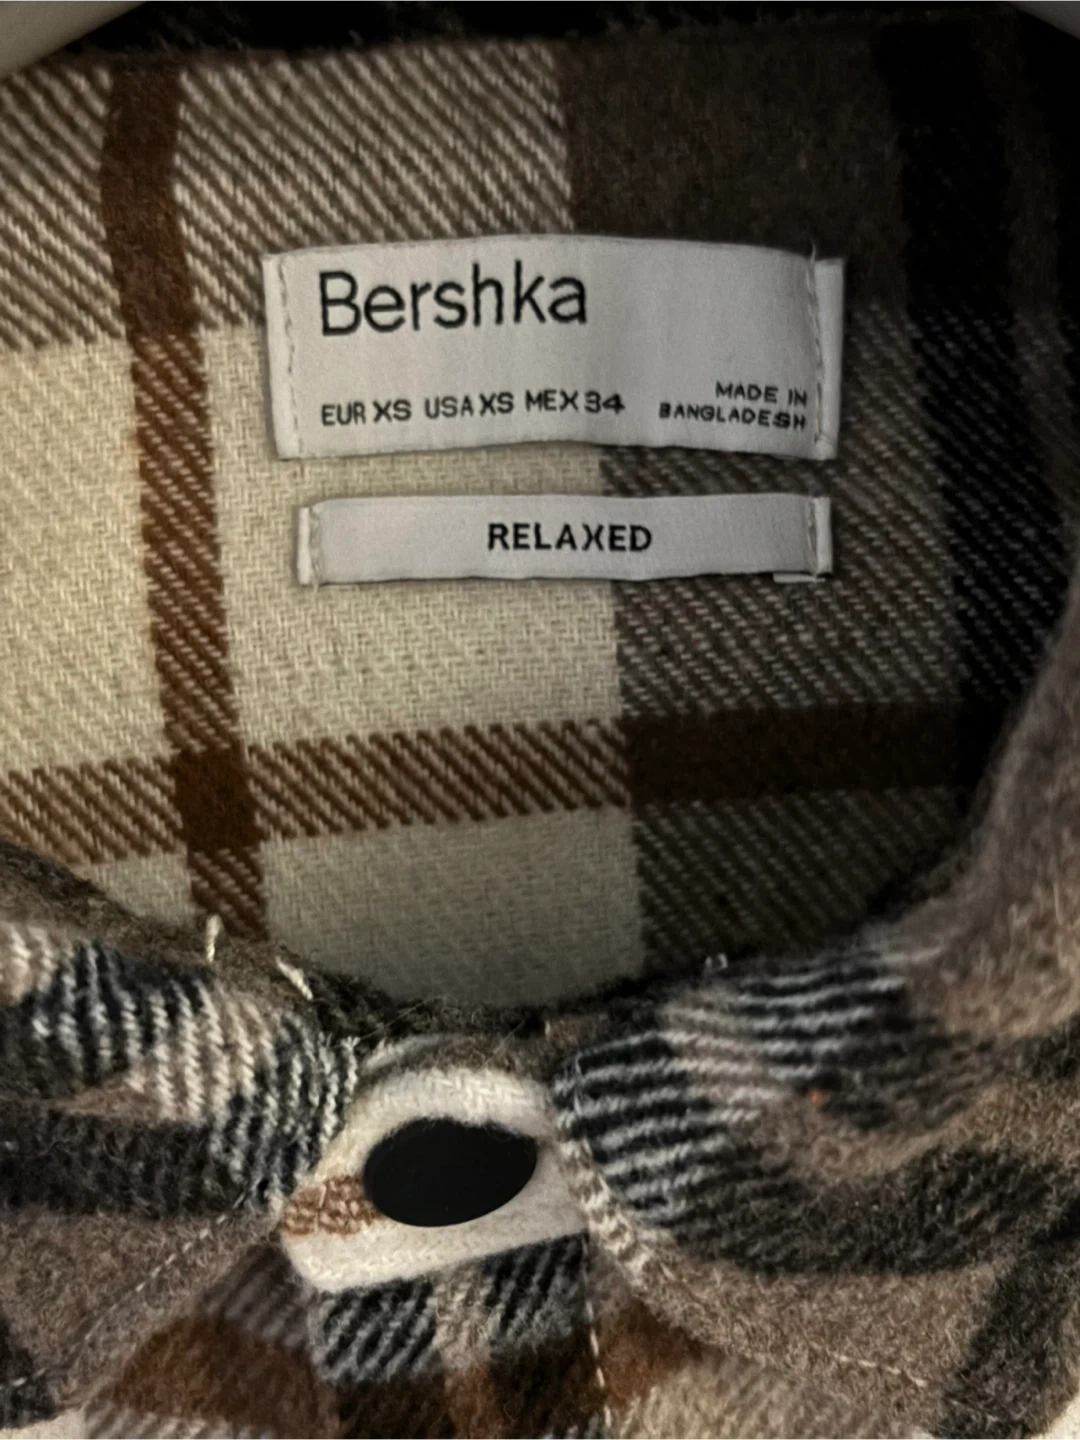 Bershka
EUR XS USA XS MEX 34
MADE IN
BANGLADESH
RELAXED